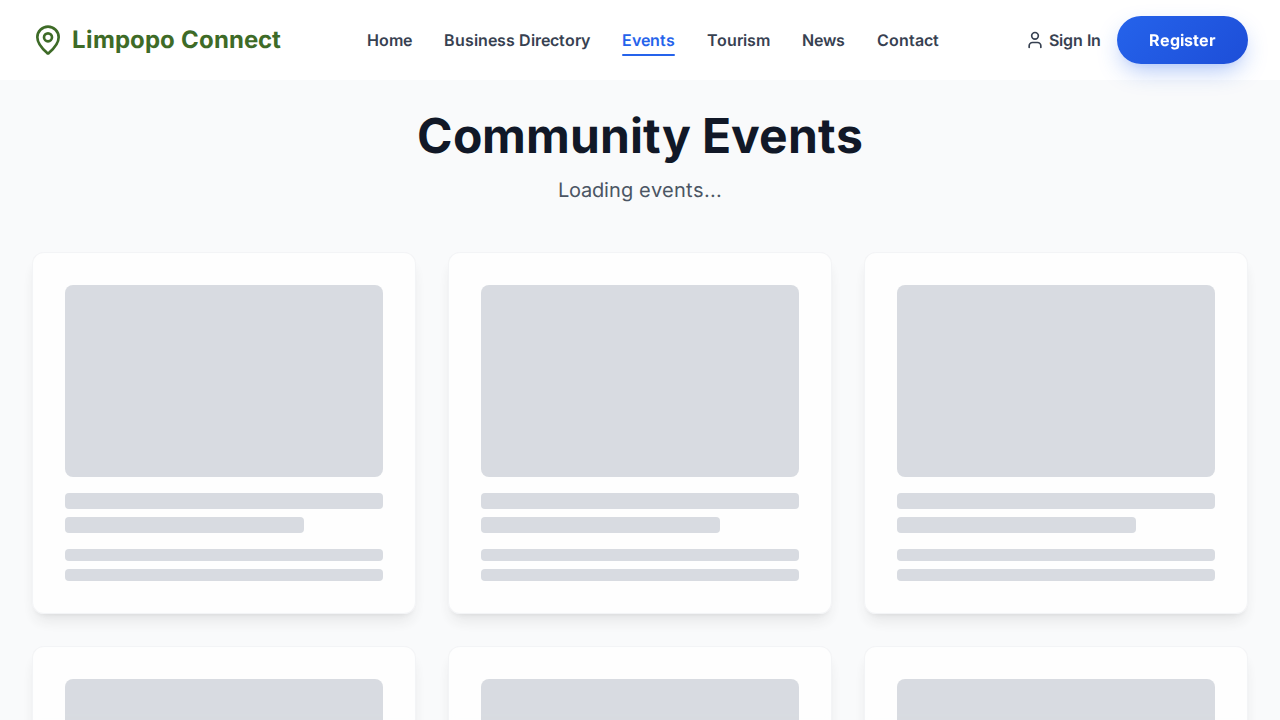 Limpopo Connect
Home
Business Directory
Events
Tourism
News
Contact
Sign In
Register
Community Events
Loading events...